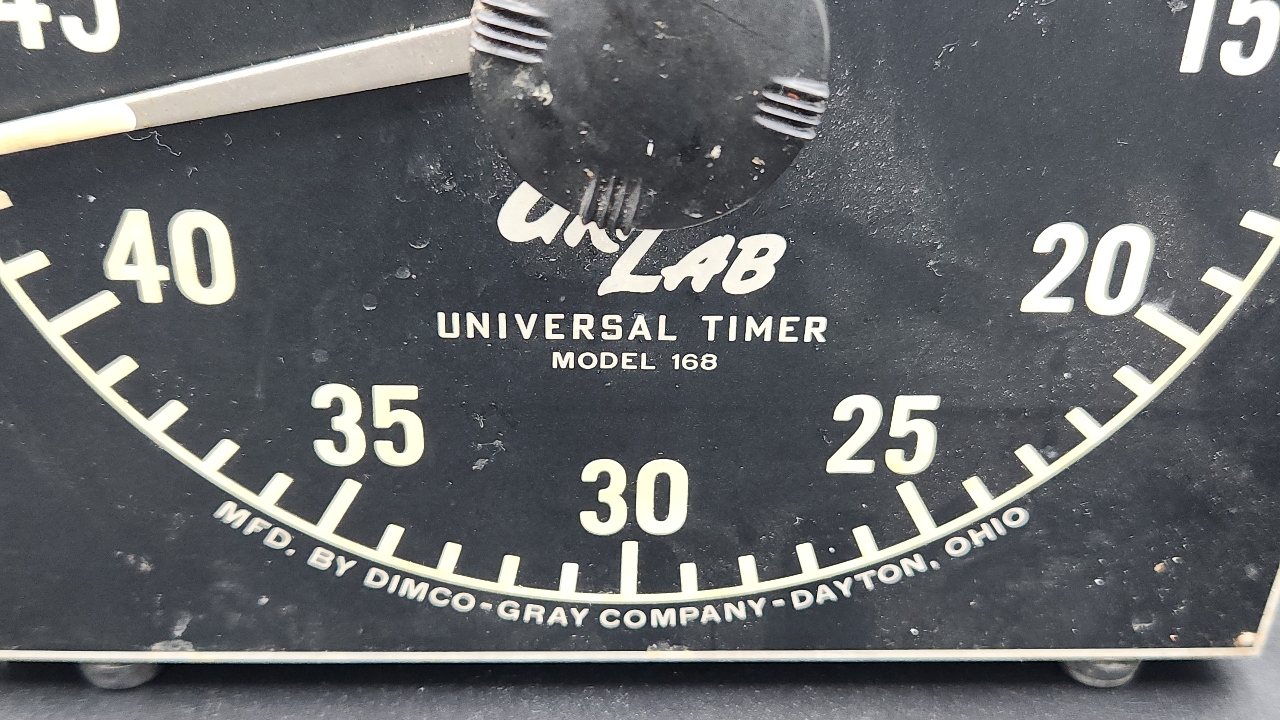 45
15
40
20
LAB
UNIVERSAL TIMER
MODEL 168
35
25
30
MFD. BY DIMCO-GRAY COMPANY-DAYTON, OHIO